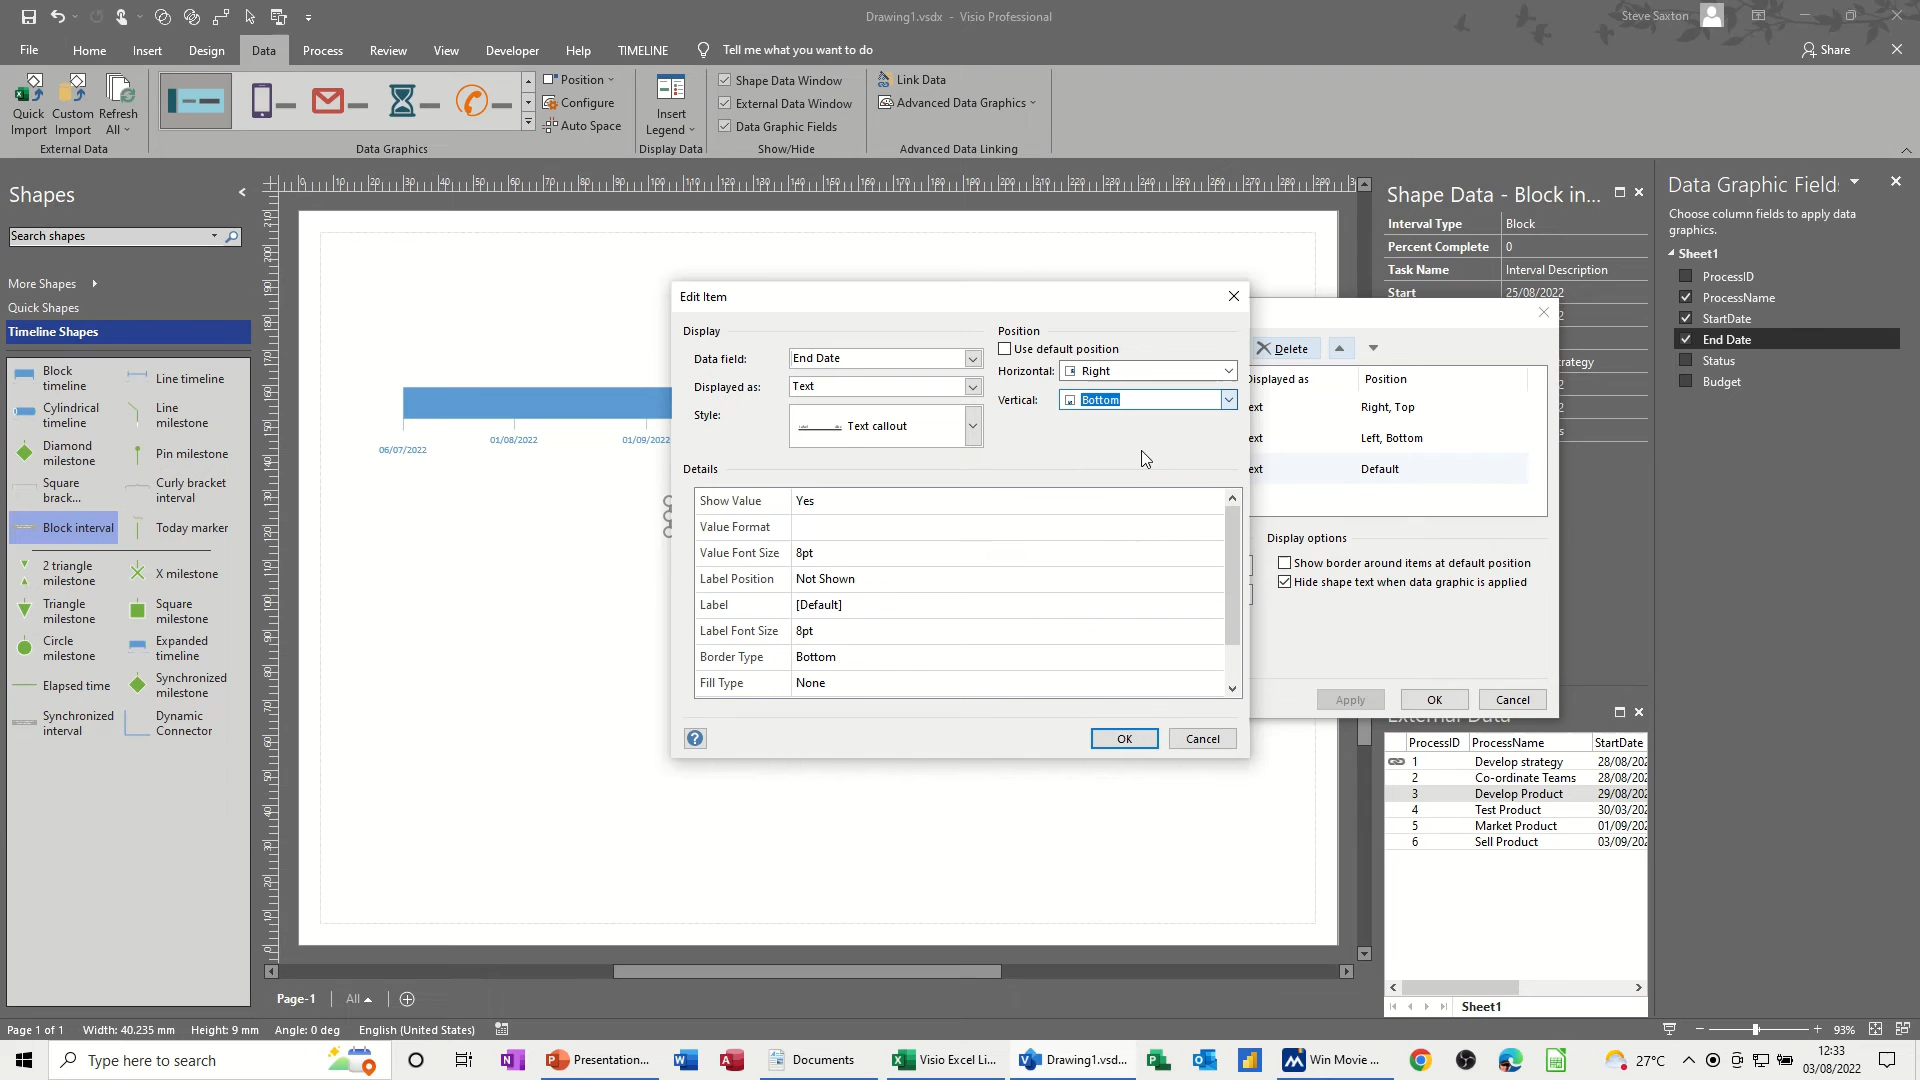 Drawing1.vsdx - Visio Professional
Steve Saxton
File Home Insert Design Data Process Review View Developer Help TIMELINE Tell me what you want to do
Share
Quick Import
Custom Import
Refresh All
External Data
Data Graphics
Position
Configure
Auto Space
Insert Legend
Display Data
Shape Data Window
External Data Window
Data Graphic Fields
Show/Hide
Link Data
Advanced Data Graphics
Advanced Data Linking
Shapes
Search shapes
More Shapes
Quick Shapes
Timeline Shapes
Block timeline
Line timeline
Cylindrical timeline
Line milestone
Diamond milestone
Pin milestone
Square brack...
Curly bracket interval
Block interval
Today marker
2 triangle milestone
X milestone
Triangle milestone
Square milestone
Circle milestone
Expanded timeline
Elapsed time
Synchronized milestone
Synchronized interval
Dynamic Connector
06/07/2022
01/08/2022
01/09/202
Edit Item
Display
Data field: End Date
Displayed as: Text
Style: Text callout
Position
Use default position
Horizontal: Right
Vertical: Bottom
Details
Show Value Yes
Value Format
Value Font Size 8pt
Label Position Not Shown
Label [Default]
Label Font Size 8pt
Border Type Bottom
Fill Type None
OK Cancel
Delete
Displayed as Position
ext Right, Top
ext Left, Bottom
ext Default
Display options
Show border around items at default position
Hide shape text when data graphic is applied
Apply OK Cancel
Shape Data - Block in...
Interval Type Block
Percent Complete 0
Task Name Interval Description
Start 25/08/2022
Data Graphic Field
Choose column fields to apply data graphics.
Sheet1
ProcessID
ProcessName
StartDate
End Date
Status
Budget
External Data
ProcessID ProcessName StartDate
1 Develop strategy 28/08/202
2 Co-ordinate Teams 28/08/202
3 Develop Product 29/08/202
4 Test Product 30/03/202
5 Market Product 01/09/202
6 Sell Product 03/09/202
Sheet1
Page-1 All
Page 1 of 1 Width: 40.235 mm Height: 9 mm Angle: 0 deg English (United States)
93%
Type here to search
Presentation...
Documents
Visio Excel Li...
Drawing1.vsd...
Win Movie ...
27°C
12:33
03/08/2022